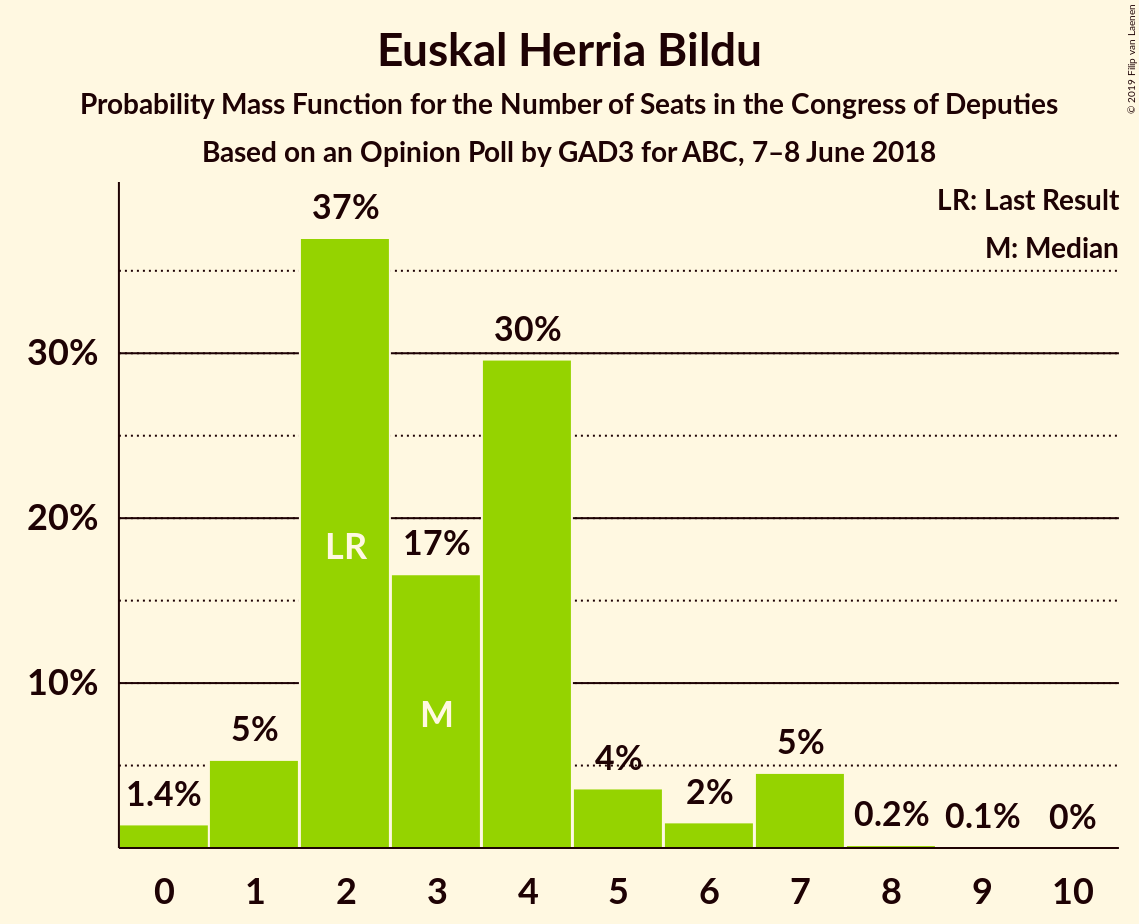 Euskal Herria Bildu
Probability Mass Function for the Number of Seats in the Congress of Deputies
Based on an Opinion Poll by GAD3 for ABC, 7–8 June 2018
© 2019 Filip van Laenen
LR: Last Result
M: Median
37%
30%
30%
20%
LR
17%
10%
M
5%
5%
4%
1.4%
2%
0.2%
0.1%
0%
0 1 2 3 4 5 6 7 8 9 10